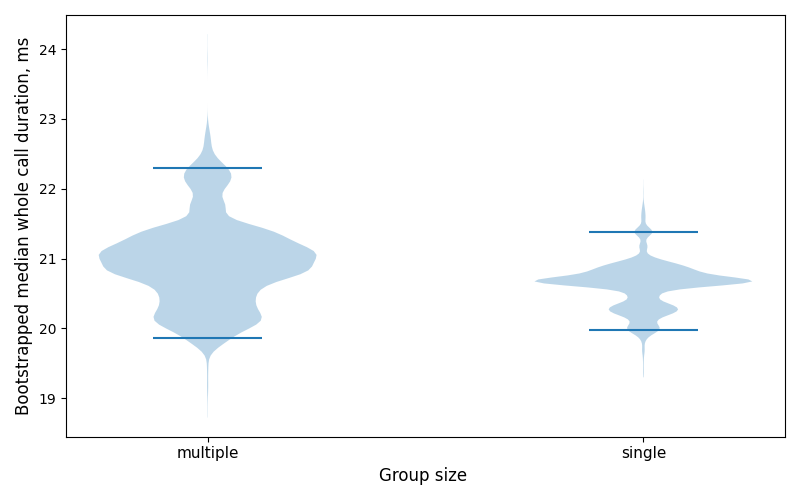 Bootstrapped median whole call duration, ms
24
23
22
21
20
19
multiple
single
Group size